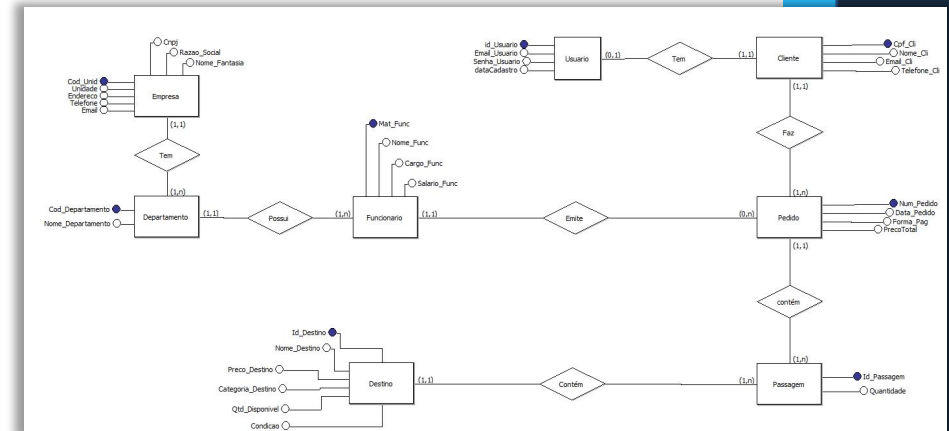 Cnpj
Razao_Social
Nome_Fantasia
Cod_Unid
Unidade
Endereco
Telefone
Email
Empresa
(1,1)
Tem
(1,n)
Cod_Departamento
Nome_Departamento
Departamento
(1,1)
Possui
(1,n)
Mat_Func
Nome_Func
Cargo_Func
Salario_Func
Funcionario
(1,1)
Emite
(0,n)
id_Usuario
Email_Usuario
Senha_Usuario
dataCadastro
Usuario
(0,1)
Tem
(1,1)
Cliente
Cpf_Cli
Nome_Cli
Email_Cli
Telefone_Cli
(1,1)
Faz
(1,n)
Pedido
Num_Pedido
Data_Pedido
Forma_Pag
PrecoTotal
(1,1)
contém
(1,n)
Id_Destino
Nome_Destino
Preco_Destino
Categoria_Destino
Qtd_Disponivel
Condicao
Destino
(1,1)
Contém
(1,n)
Passagem
Id_Passagem
Quantidade